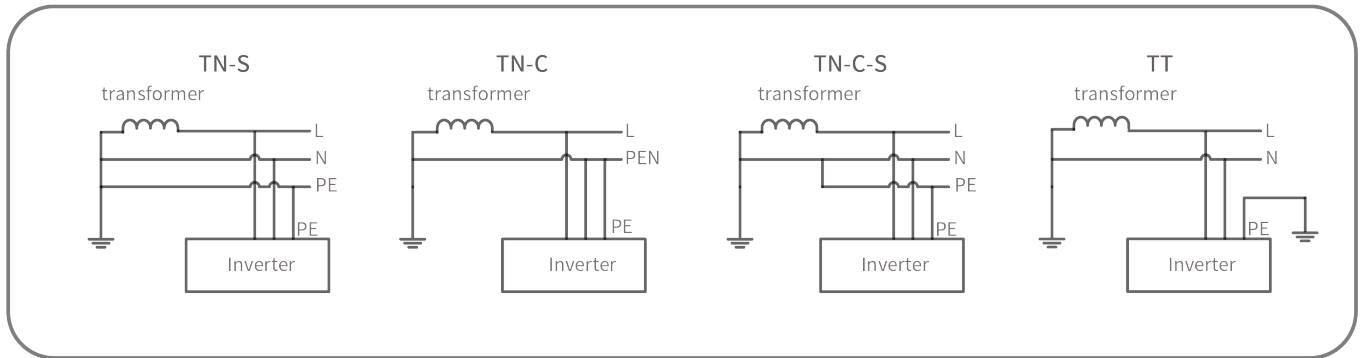 TN-S
transformer
L
N
PE
PE
Inverter
TN-C
transformer
L
PEN
PE
Inverter
TN-C-S
transformer
L
N
PE
PE
Inverter
TT
transformer
L
N
PE
Inverter